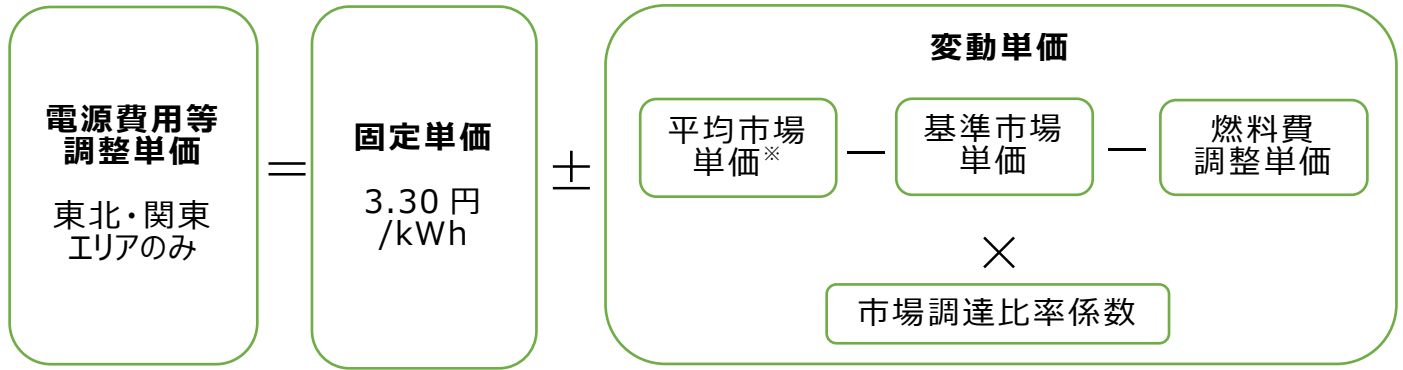 電源費用等
調整単価
東北・関東
エリアのみ
＝
固定単価
3.30 円
/kWh
±
変動単価
平均市場
単価※
―
基準市場
単価
―
燃料費
調整単価
×
市場調達比率係数